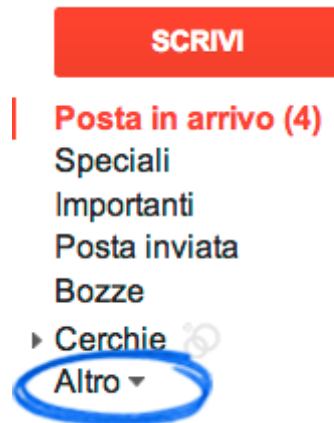 SCRIVI
Posta in arrivo (4)
Speciali
Importanti
Posta inviata
Bozze
Cerchie
Altro